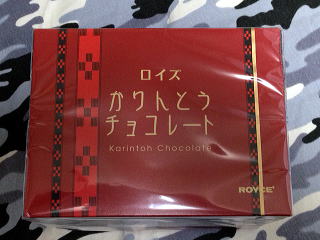 ロイズ
かりんとう
チョコレート
Karintoh Chocolate
ROYCE'